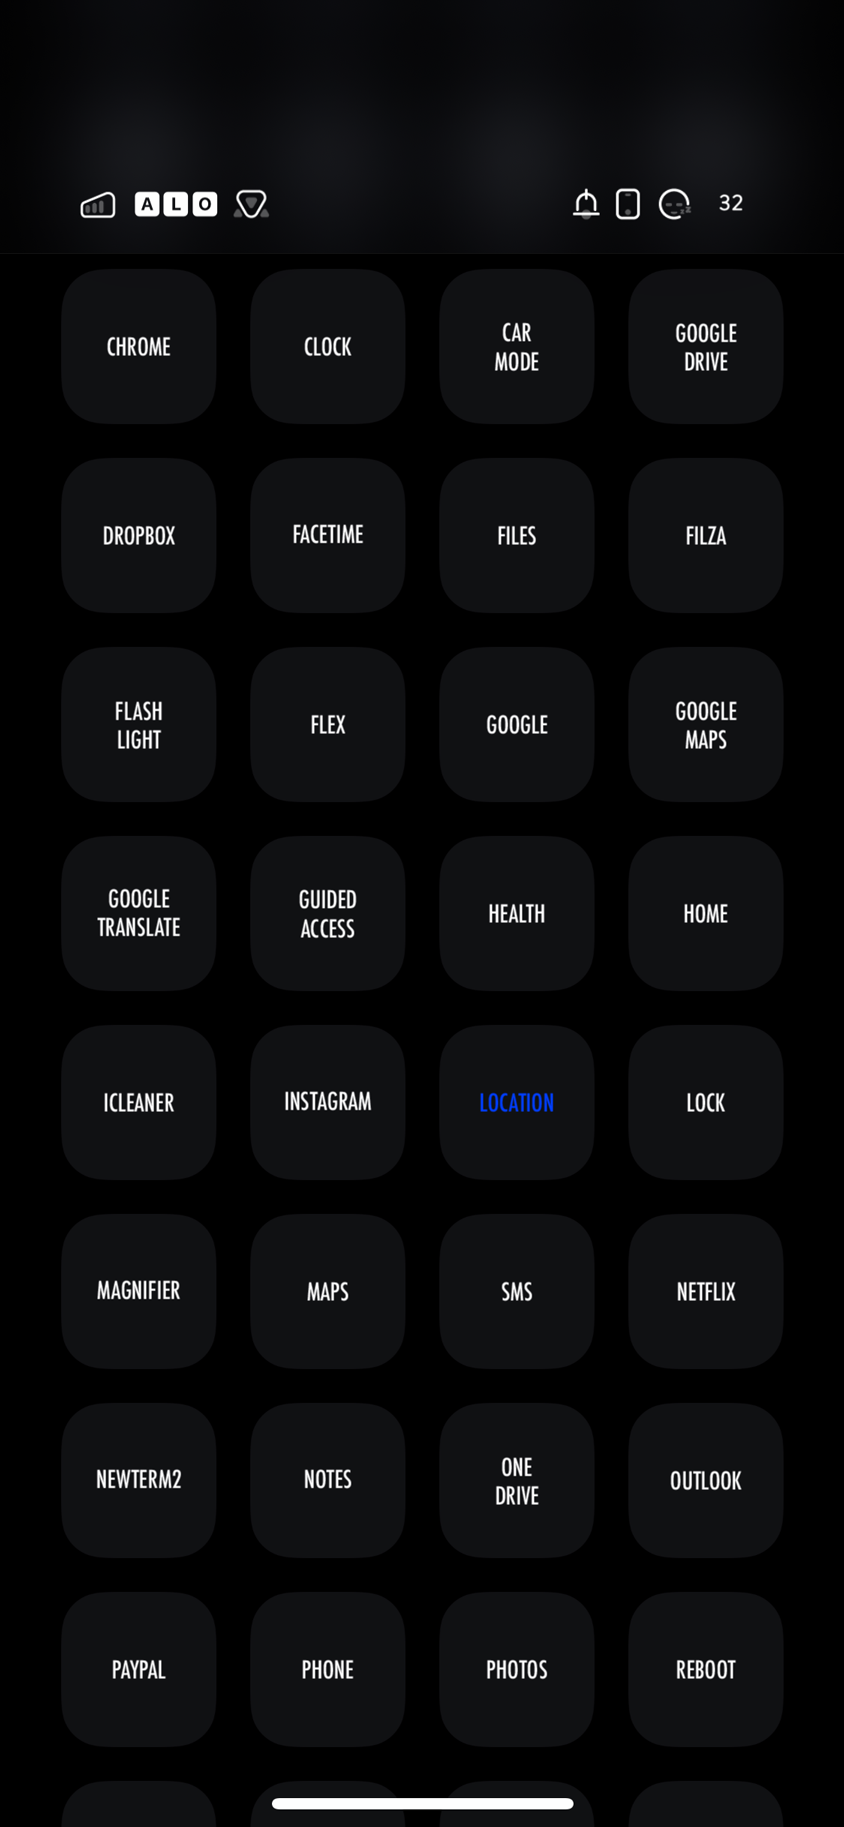 ALO 32
CHROME CLOCK CAR MODE GOOGLE DRIVE
DROPBOX FACETIME FILES FILZA
FLASH LIGHT FLEX GOOGLE GOOGLE MAPS
GOOGLE TRANSLATE GUIDED ACCESS HEALTH HOME
ICLEANER INSTAGRAM LOCATION LOCK
MAGNIFIER MAPS SMS NETFLIX
NEWTERM2 NOTES ONE DRIVE OUTLOOK
PAYPAL PHONE PHOTOS REBOOT